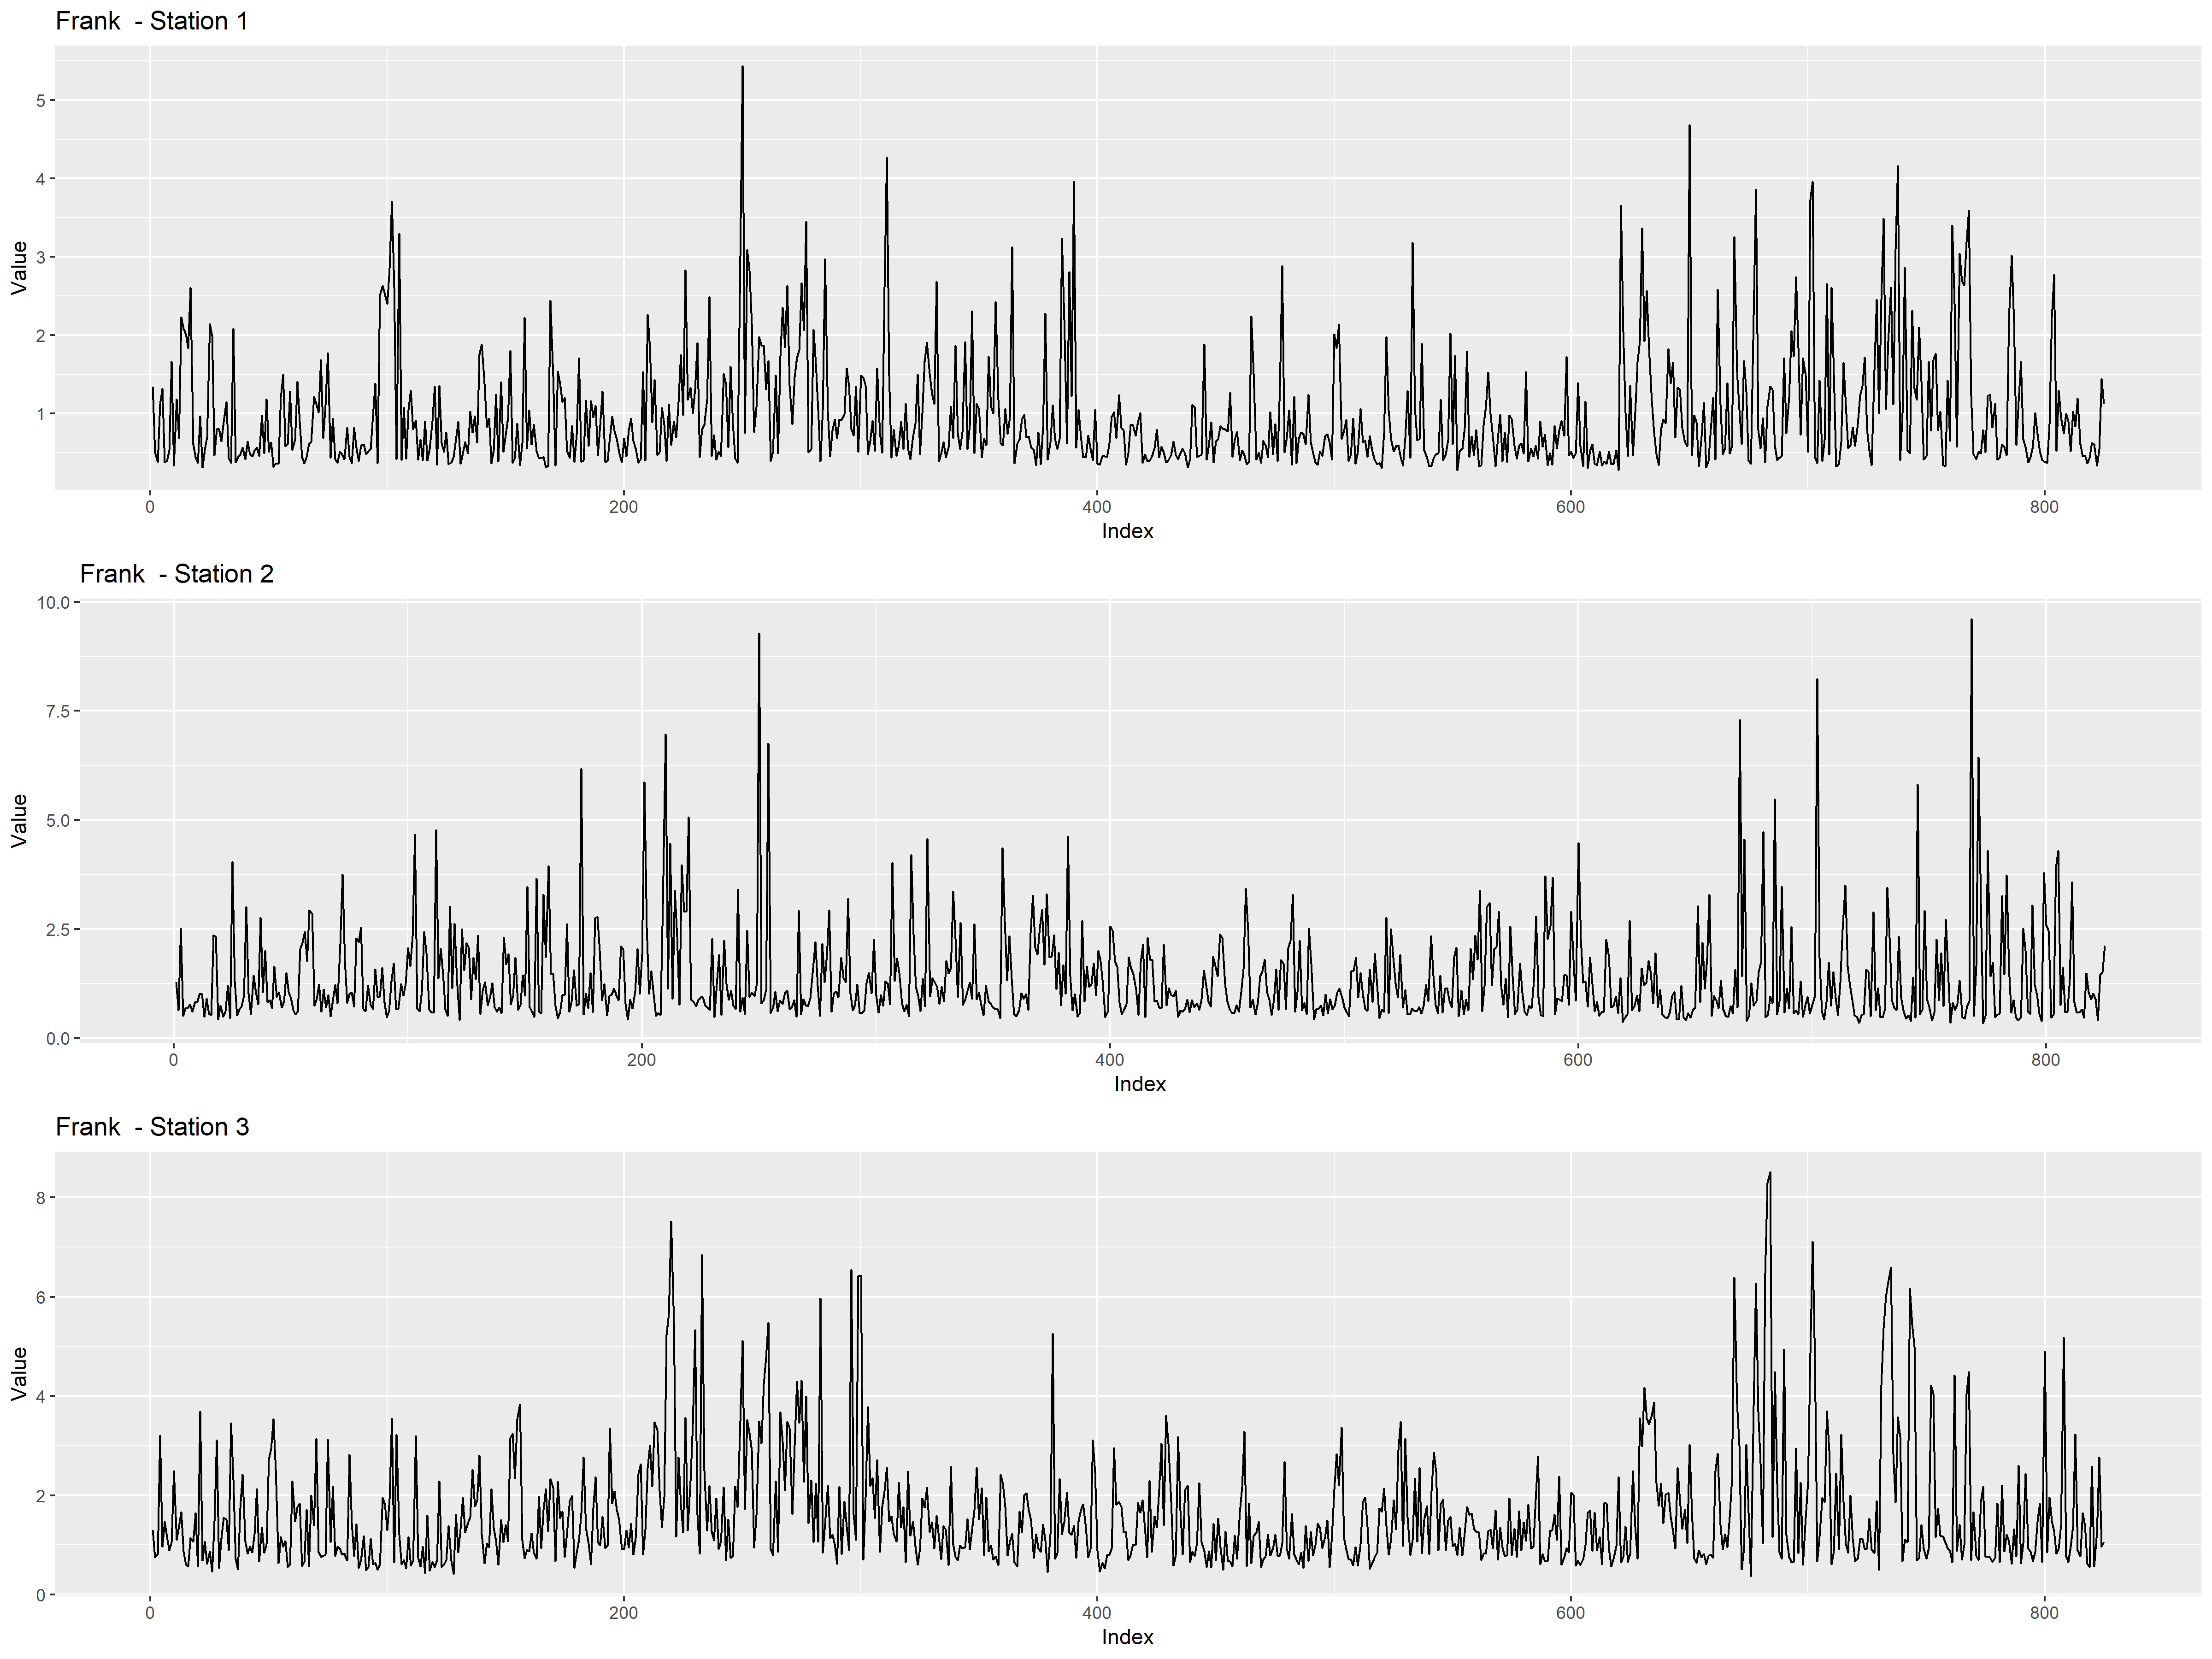 Frank  - Station 1
5
4
3
2
1
Value
0 200 400 600 800
Index
Frank  - Station 2
10.0
7.5
5.0
2.5
0.0
Value
0 200 400 600 800
Index
Frank  - Station 3
8
6
4
2
0
Value
0 200 400 600 800
Index